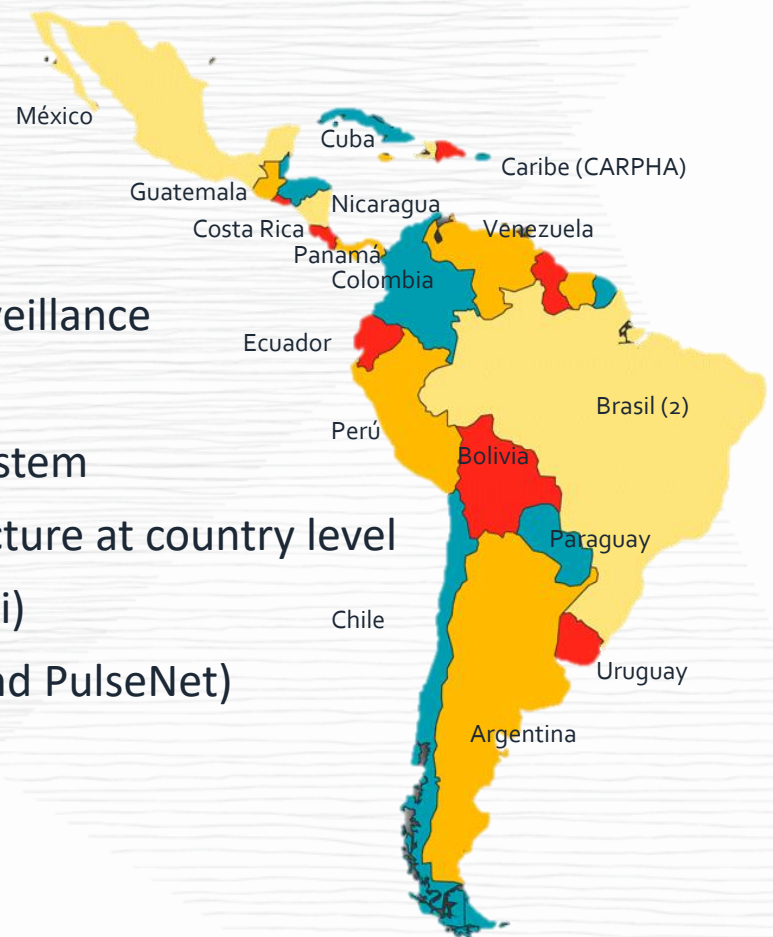 México
Cuba
Caribe (CARPHA)
Guatemala
Nicaragua
Costa Rica
Venezuela
Panamá
Colombia
Ecuador
Brasil (2)
Perú
Bolivia
Paraguay
Chile
Uruguay
Argentina
veillance
stem
cture at country level
i)
nd PulseNet)